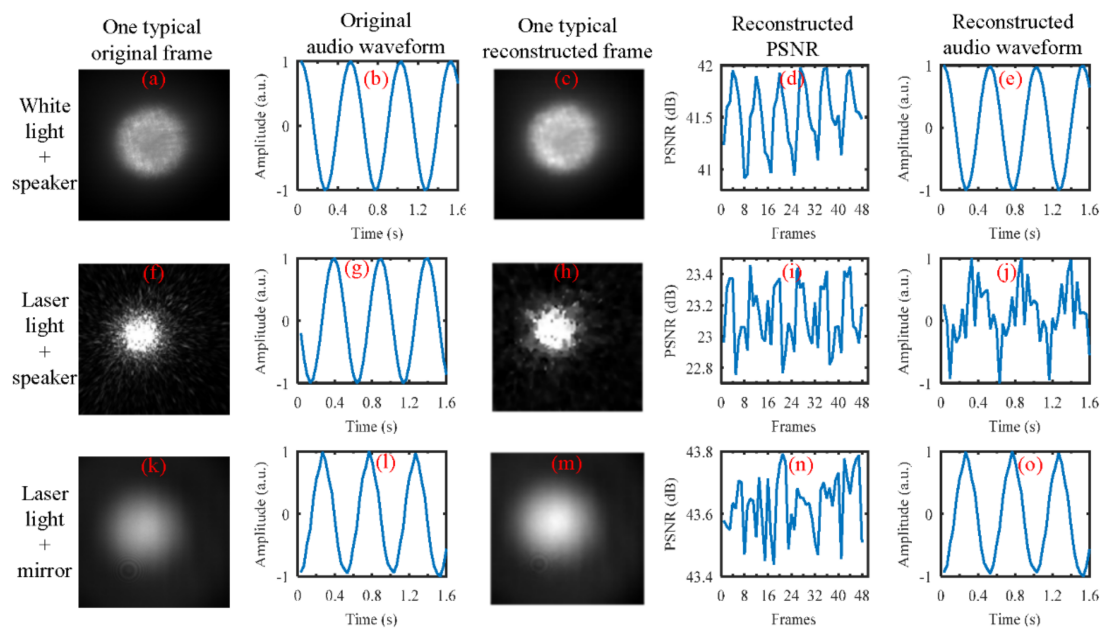 One typical
original frame
Original
audio waveform
One typical
reconstructed frame
Reconstructed
PSNR
Reconstructed
audio waveform
White
light
+
speaker
(a)
(b)
Amplitude (a.u.)
1
0
-1
0 0.4 0.8 1.2 1.6
Time (s)
(c)
(d)
PSNR (dB)
42
41.5
41
0 8 16 24 32 40 48
Frames
(e)
Amplitude (a.u.)
1
0
-1
0 0.4 0.8 1.2 1.6
Time (s)
Laser
light
+
speaker
(f)
(g)
Amplitude (a.u.)
1
0
-1
0 0.4 0.8 1.2 1.6
Time (s)
(h)
(i)
PSNR (dB)
23.4
23.2
23
22.8
0 8 16 24 32 40 48
Frames
(j)
Amplitude (a.u.)
1
0
-1
0 0.4 0.8 1.2 1.6
Time (s)
Laser
light
+
mirror
(k)
(l)
Amplitude (a.u.)
1
0
-1
0 0.4 0.8 1.2 1.6
Time (s)
(m)
(n)
PSNR (dB)
43.8
43.6
43.4
0 8 16 24 32 40 48
Frames
(o)
Amplitude (a.u.)
1
0
-1
0 0.4 0.8 1.2 1.6
Time (s)